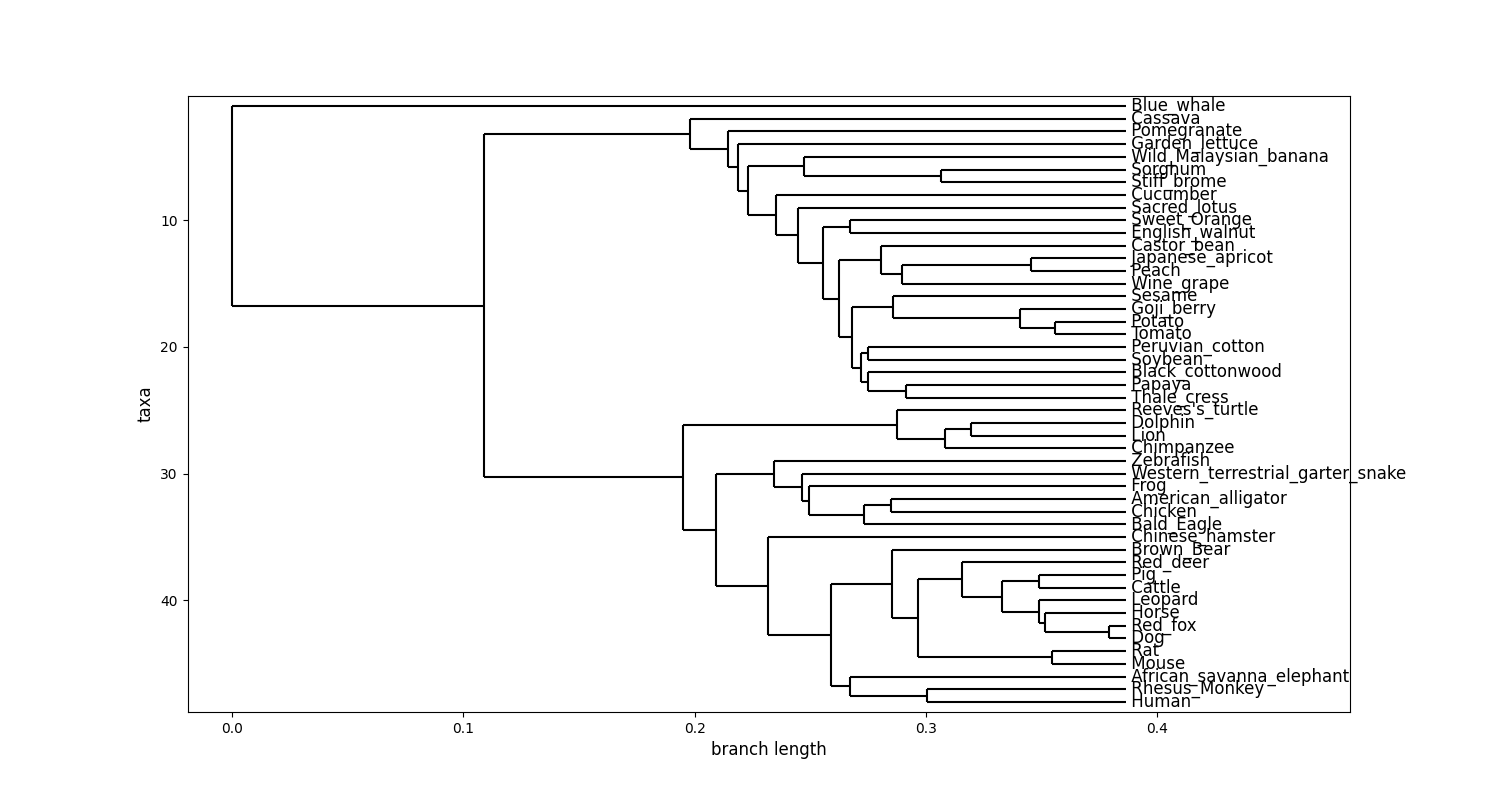 Blue_whale
Cassava
Pomegranate
Garden_lettuce
Wild_Malaysian_banana
Sorghum
Stiff_brome
Cucumber
Sacred_lotus
10
Sweet_Orange
English_walnut
Castor_bean
Japanese_apricot
Peach
Wine_grape
Sesame
Goji_berry
Potato
Tomato
20
Peruvian_cotton
Soybean
Black_cottonwood
Papaya
Thale_cress
Reeves's_turtle
Dolphin
Lion
Chimpanzee
Zebrafish
30
Western_terrestrial_garter_snake
Frog
American_alligator
Chicken
Bald_Eagle
Chinese_hamster
Brown_Bear
Red_deer
Pig
Cattle
40
Leopard
Horse
Red_fox
Dog
Rat
Mouse
African_savanna_elephant
Rhesus_Monkey
Human
taxa
0.0 0.1 0.2 0.3 0.4
branch length